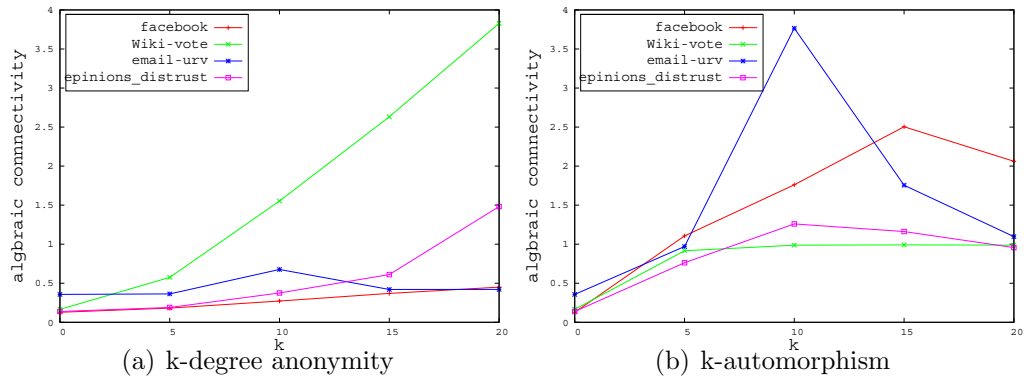 algbraic comnnectivity
4
3.5
3
2.5
2
1.5
1
0.5
0
facebook
Wiki-vote
email-urv
epinions_distrust
0 5 10 15 20
k
(a) k-degree anonymity
algbraic comnnectivity
4
3.5
3
2.5
2
1.5
1
0.5
0
facebook
Wiki-vote
email-urv
epinions_distrust
0 5 10 15 20
k
(b) k-automorphism